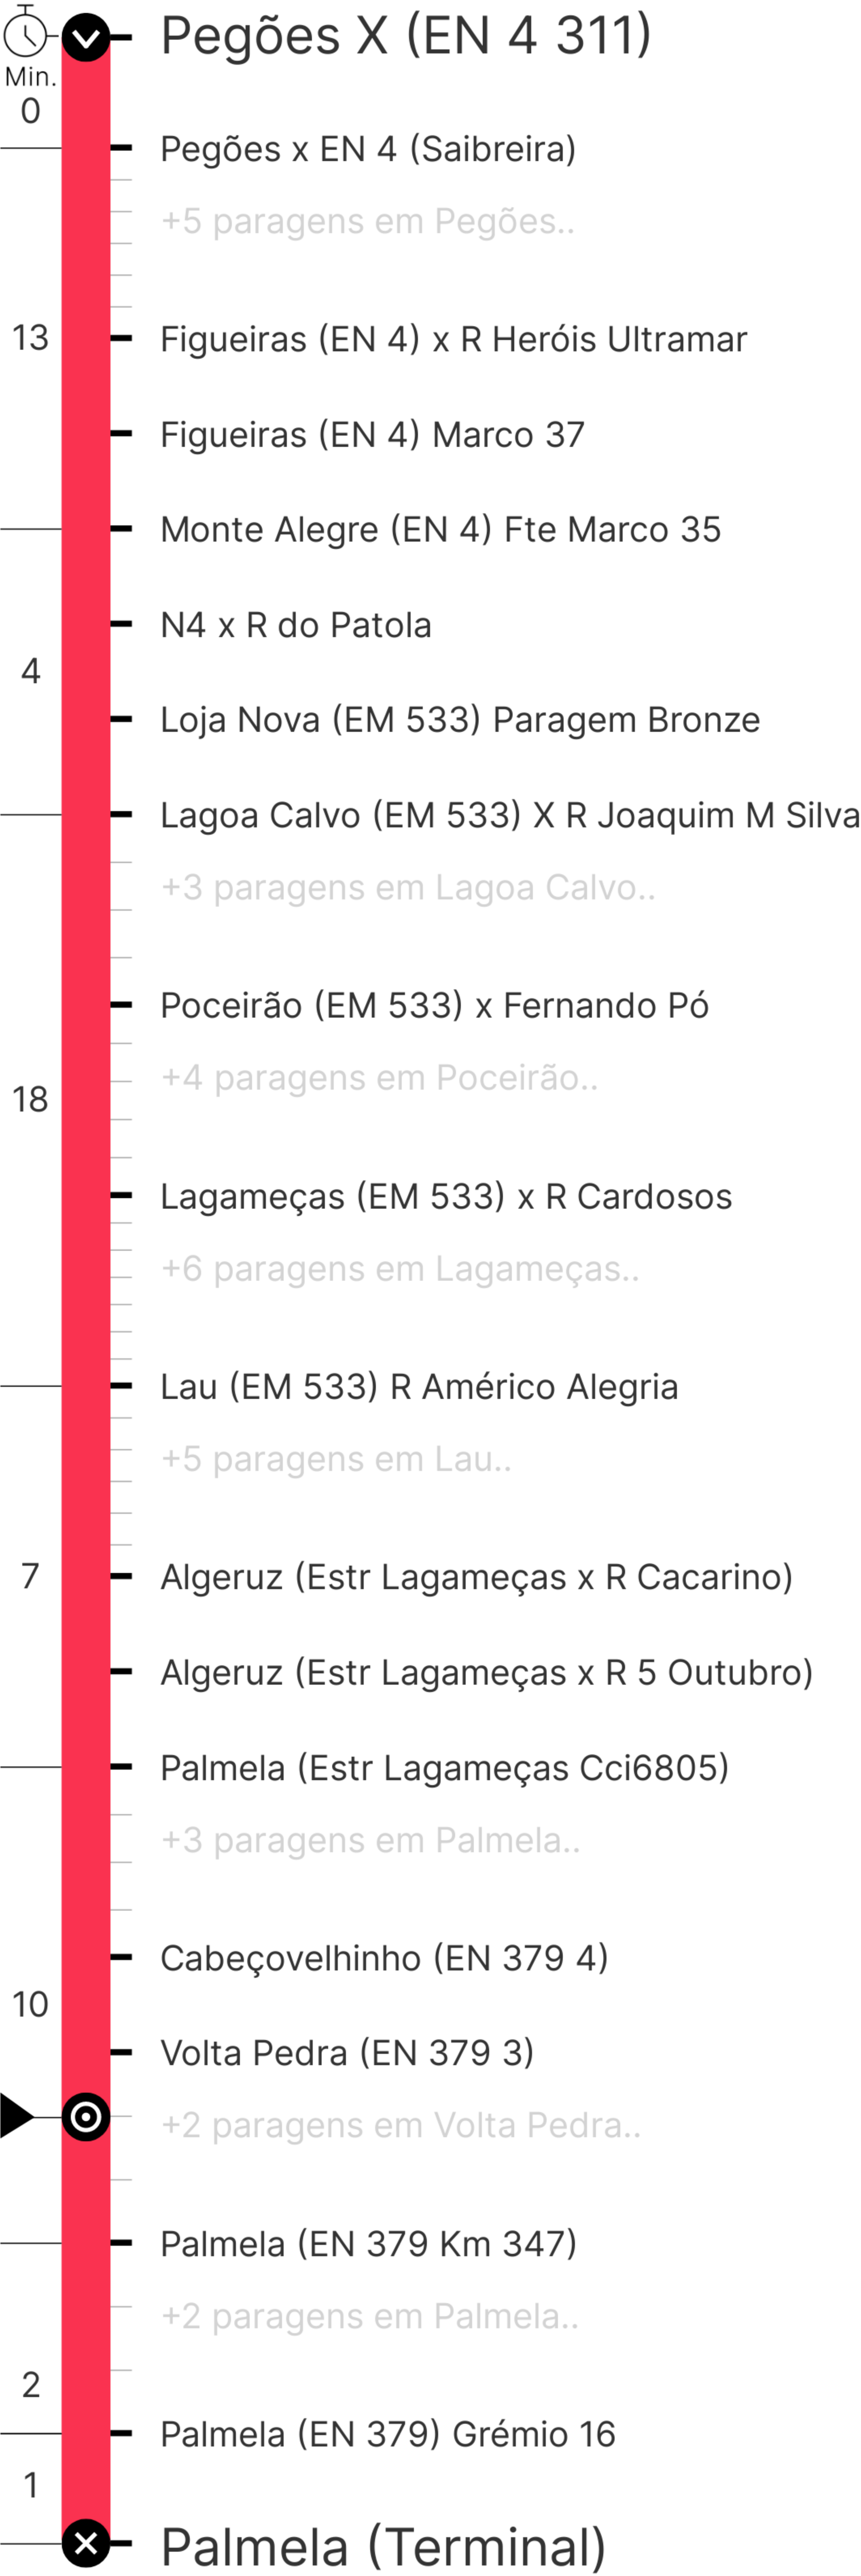 Pegões X (EN 4 311)
Min.
0
Pegões x EN 4 (Saibreira)
+5 paragens em Pegões..
13
Figueiras (EN 4) x R Heróis Ultramar
Figueiras (EN 4) Marco 37
Monte Alegre (EN 4) Fte Marco 35
N4 x R do Patola
4
Loja Nova (EM 533) Paragem Bronze
Lagoa Calvo (EM 533) X R Joaquim M Silva
+3 paragens em Lagoa Calvo..
Poceirão (EM 533) x Fernando Pó
+4 paragens em Poceirão..
18
Lagameças (EM 533) x R Cardosos
+6 paragens em Lagameças..
Lau (EM 533) R Américo Alegria
+5 paragens em Lau..
7
Algeruz (Estr Lagameças x R Cacarino)
Algeruz (Estr Lagameças x R 5 Outubro)
Palmela (Estr Lagameças Cci6805)
+3 paragens em Palmela..
Cabeçovelhinho (EN 379 4)
10
Volta Pedra (EN 379 3)
+2 paragens em Volta Pedra..
Palmela (EN 379 Km 347)
+2 paragens em Palmela..
2
Palmela (EN 379) Grémio 16
1
Palmela (Terminal)